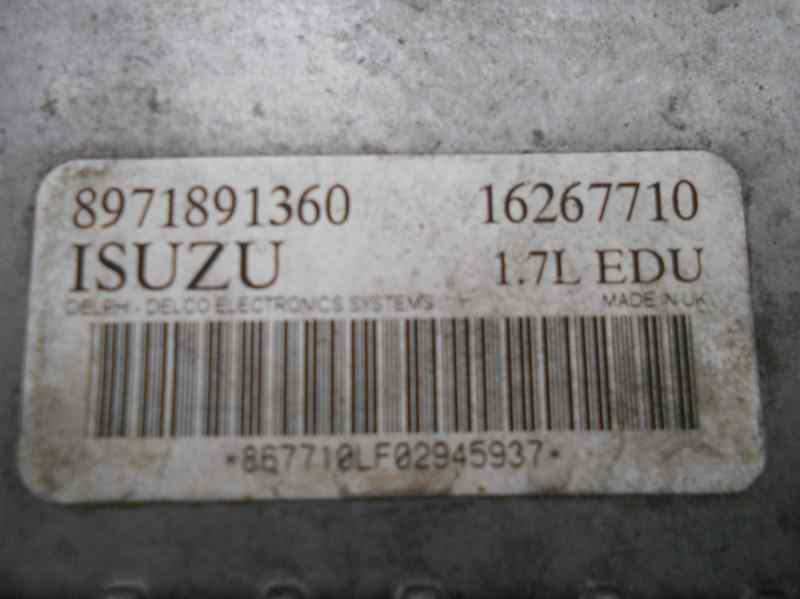 8971891360 16267710
ISUZU 1.7L EDU
DELPHI - DELCO ELECTRONICS SYSTEMS MADE IN UK
*867710LF02945937*